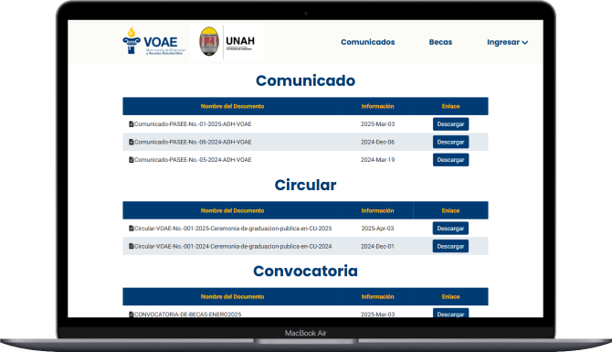 VOAE
UNAH
Comunicados
Becas
Ingresar
Comunicado
Nombre del Documento Información Enlace
Comunicado-PASEE-No.-01-2025-ADH-VOAE 2025-Mar-03 Descargar
Comunicado-PASEE-No.-06-2024-ADH-VOAE 2024-Dec-06 Descargar
Comunicado-PASEE-No.-05-2024-ADH-VOAE 2024-Mar-19 Descargar
Circular
Nombre del Documento Información Enlace
Circular-VOAE-No.-001-2025-Ceremonia-de-graduacion-publica-en-CU-2025 2025-Apr-03 Descargar
Circular-VOAE-No.-001-2024-Ceremonia-de-graduacion-publica-en-CU-2024 2024-Dec-01 Descargar
Convocatoria
Nombre del Documento Información Enlace
CONVOCATORIA-DE-BECAS-ENERO2025 2025-Mar-03 Descargar
MacBook Air